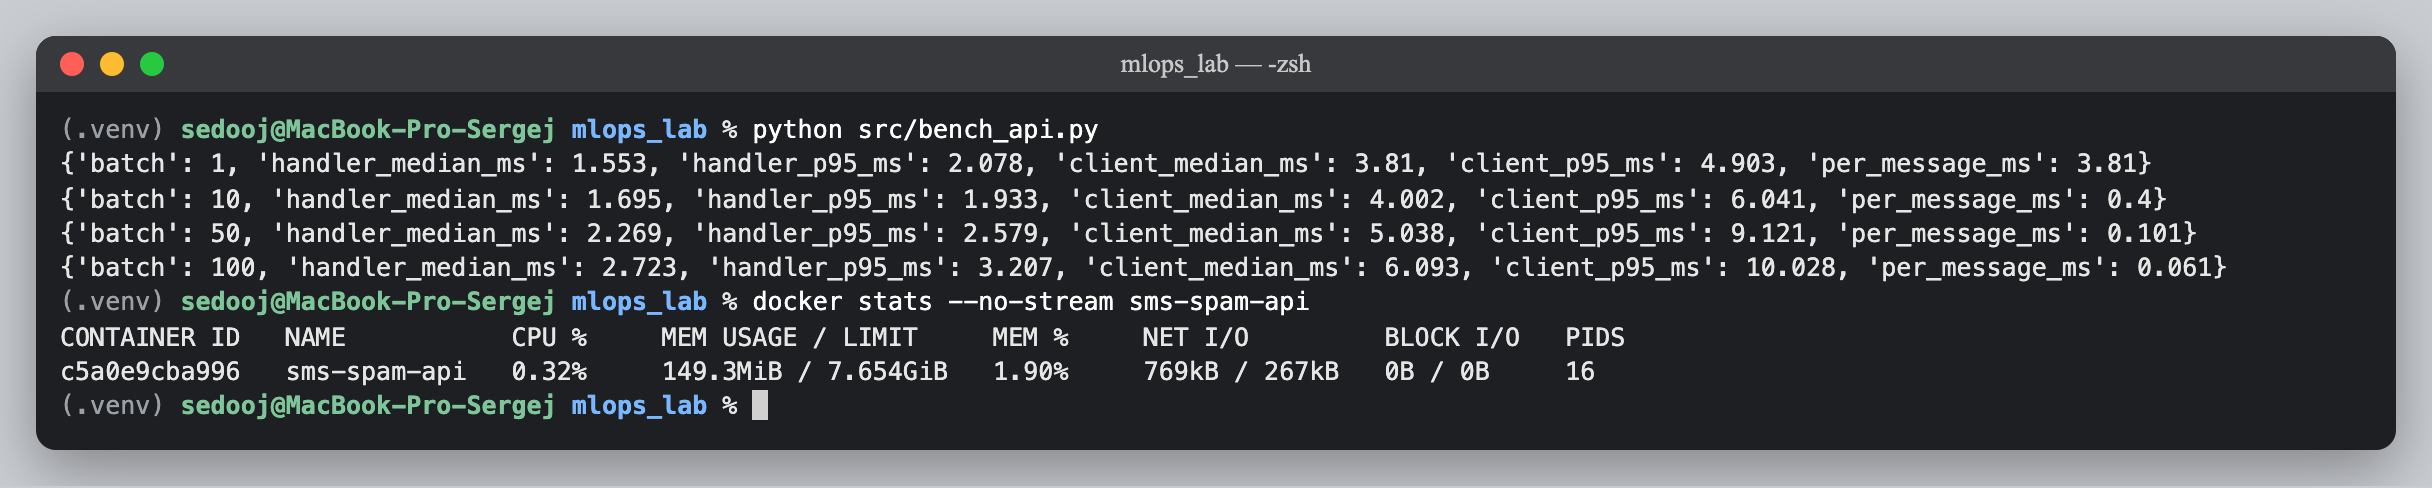 mlops_lab — -zsh
(.venv) sedooj@MacBook-Pro-Sergej mlops_lab % python src/bench_api.py
{'batch': 1, 'handler_median_ms': 1.553, 'handler_p95_ms': 2.078, 'client_median_ms': 3.81, 'client_p95_ms': 4.903, 'per_message_ms': 3.81}
{'batch': 10, 'handler_median_ms': 1.695, 'handler_p95_ms': 1.933, 'client_median_ms': 4.002, 'client_p95_ms': 6.041, 'per_message_ms': 0.4}
{'batch': 50, 'handler_median_ms': 2.269, 'handler_p95_ms': 2.579, 'client_median_ms': 5.038, 'client_p95_ms': 9.121, 'per_message_ms': 0.101}
{'batch': 100, 'handler_median_ms': 2.723, 'handler_p95_ms': 3.207, 'client_median_ms': 6.093, 'client_p95_ms': 10.028, 'per_message_ms': 0.061}
(.venv) sedooj@MacBook-Pro-Sergej mlops_lab % docker stats --no-stream sms-spam-api
CONTAINER ID   NAME           CPU %     MEM USAGE / LIMIT     MEM %     NET I/O         BLOCK I/O   PIDS
c5a0e9cba996   sms-spam-api   0.32%     149.3MiB / 7.654GiB   1.90%     769kB / 267kB   0B / 0B     16
(.venv) sedooj@MacBook-Pro-Sergej mlops_lab %